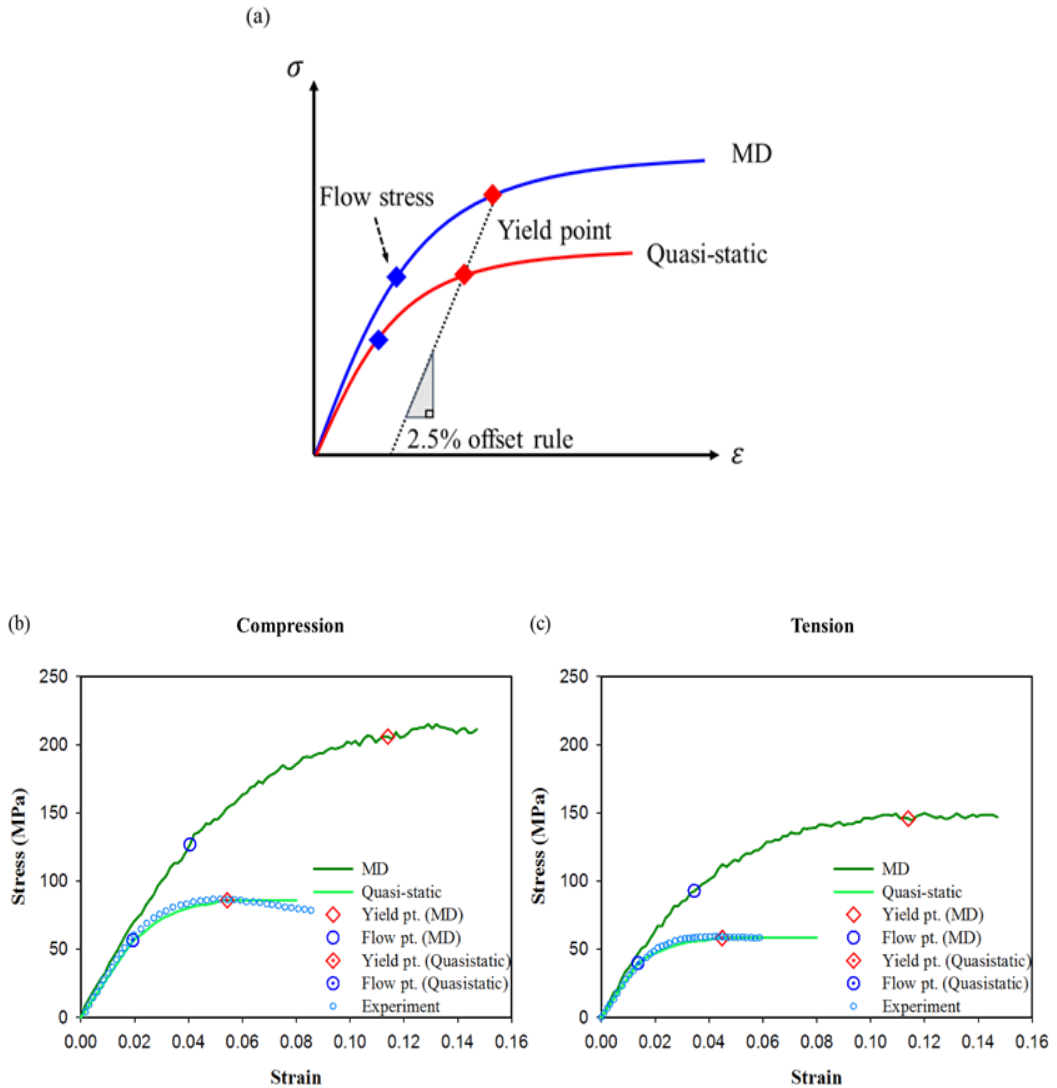 (a)
σ
MD
Flow stress
Yield point
Quasi-static
2.5% offset rule
ε
(b)
Compression
250
200
150
100
50
0
Stress (MPa)
MD
Quasi-static
Yield pt. (MD)
Flow pt. (MD)
Yield pt. (Quasistatic)
Flow pt. (Quasistatic)
Experiment
0.00 0.02 0.04 0.06 0.08 0.10 0.12 0.14 0.16
Strain
(c)
Tension
250
200
150
100
50
0
Stress (MPa)
MD
Quasi-static
Yield pt. (MD)
Flow pt. (MD)
Yield pt. (Quasistatic)
Flow pt. (Quasistatic)
Experiment
0.00 0.02 0.04 0.06 0.08 0.10 0.12 0.14 0.16
Strain